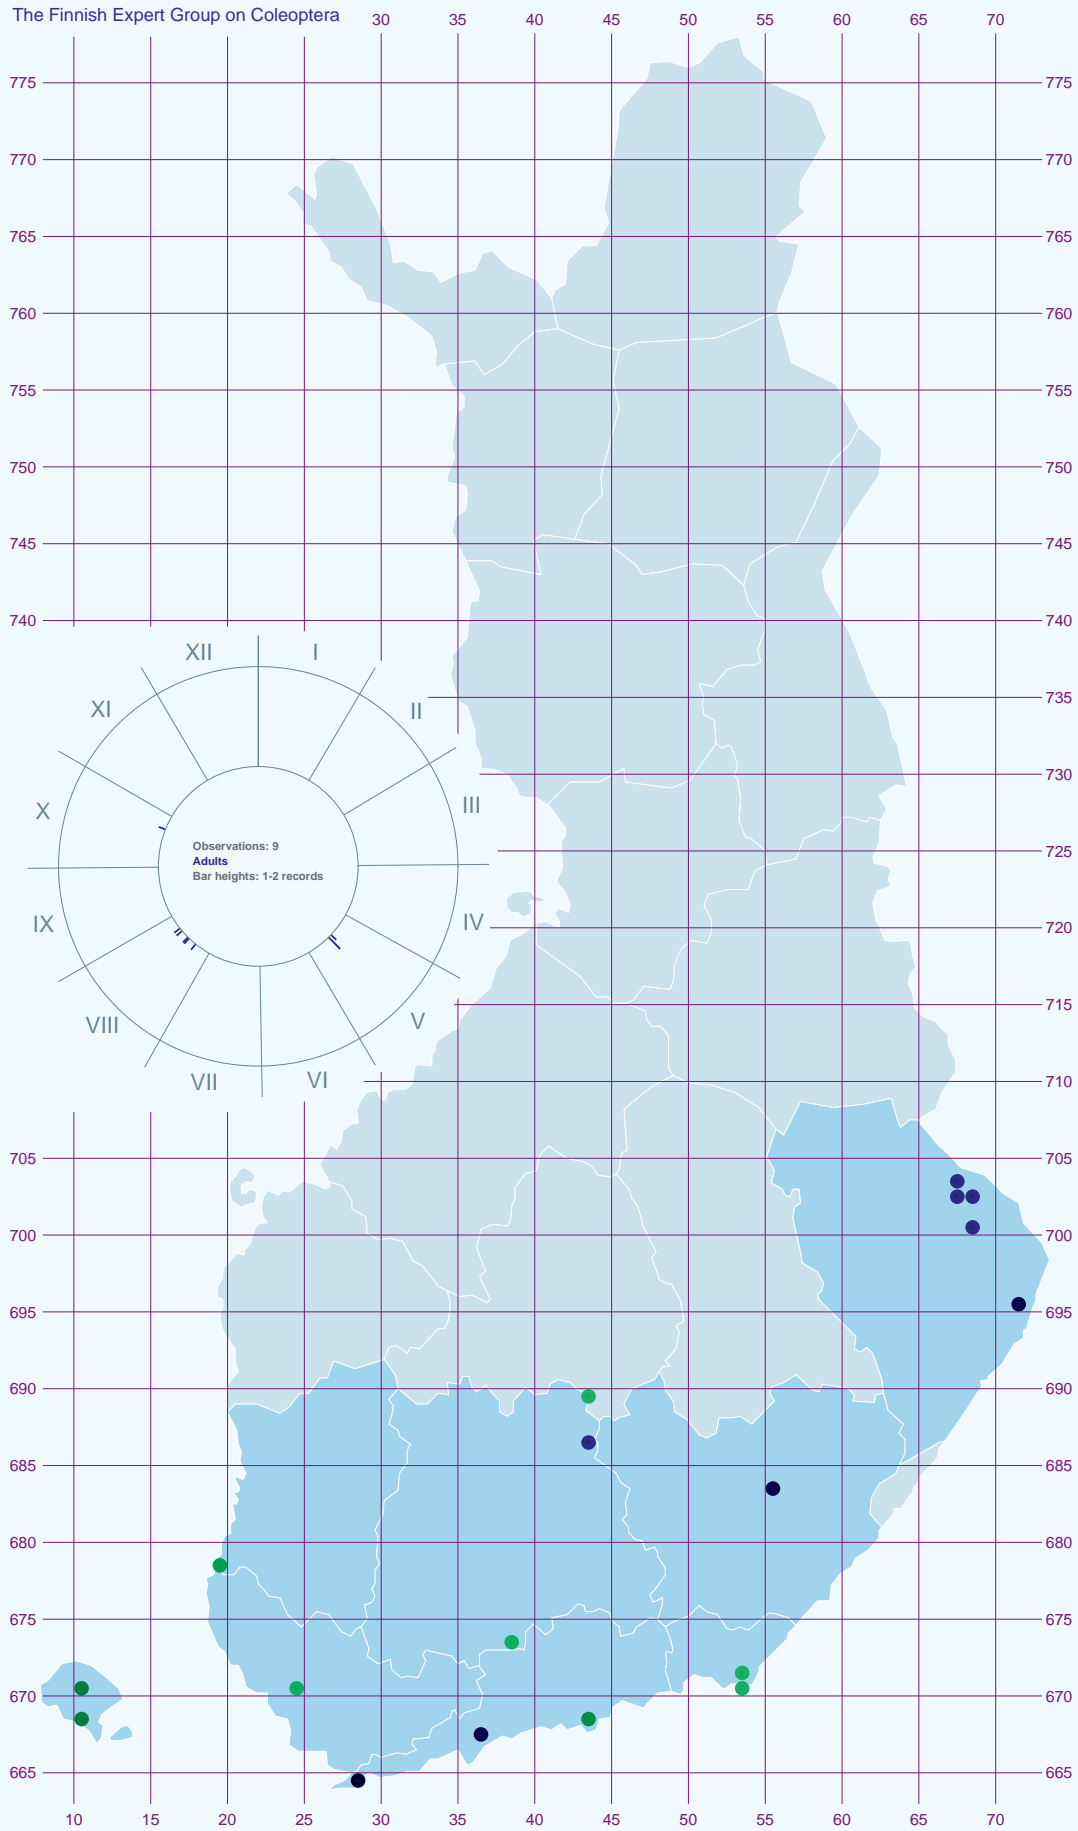 The Finnish Expert Group on Coleoptera 30 35 40 45 50 55 60 65 70
775 775
770 770
765 765
760 760
755 755
750 750
745 745
740 740
XII I
XI II
735
730
X III
Observations: 9
Adults
Bar heights: 1-2 records
725 725
IX IV
720 720
VIII V
715
VII VI
710
705 705
700 700
695 695
690 690
685 685
680 680
675 675
670 670
665 665
10 15 20 25 30 35 40 45 50 55 60 65 70